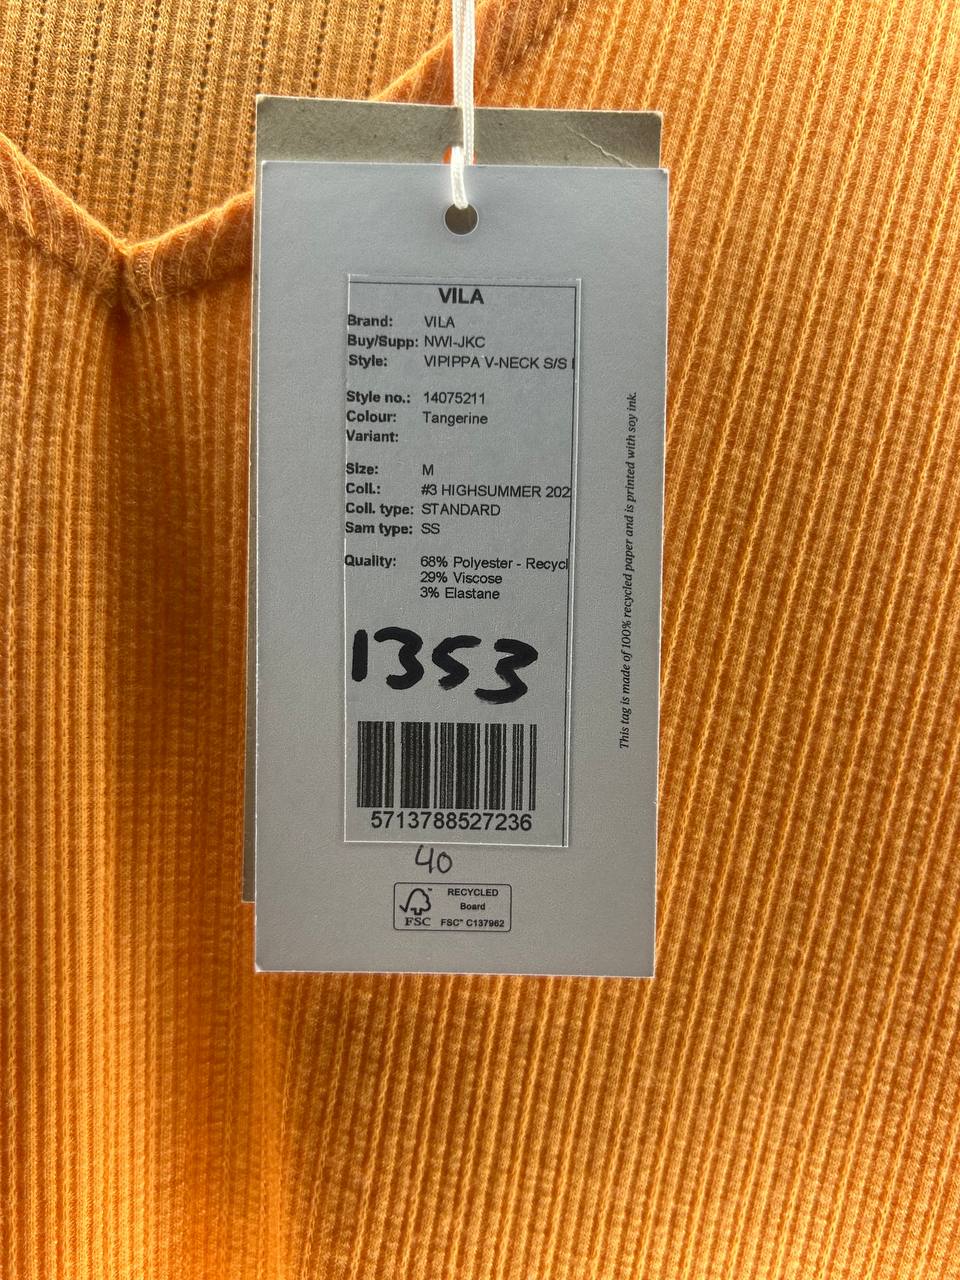 VILA
Brand: VILA
Buy/Supp: NWI-JKC
Style: VIPIPPA V-NECK S/S
Style no.: 14075211
Colour: Tangerine
Variant:
Size: M
Coll.: #3 HIGHSUMMER 202
Coll. type: STANDARD
Sam type: SS
Quality: 68% Polyester - Recycl
29% Viscose
3% Elastane
1353
5713788527236
40
RECYCLED
Board
FSC™ C137962
FSC™
This tag is made of 100% recycled paper and is printed with soy ink.